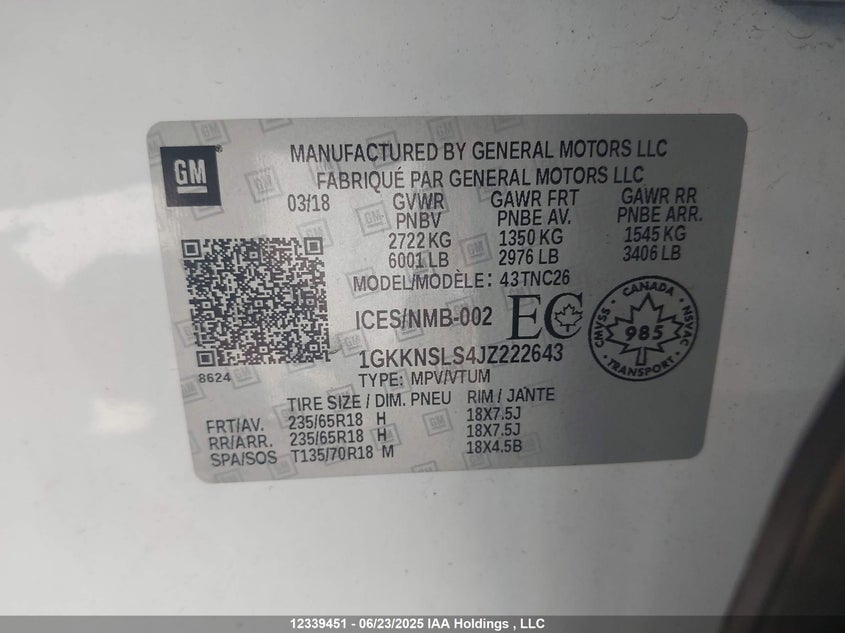 GM
MANUFACTURED BY GENERAL MOTORS LLC
FABRIQUÉ PAR GENERAL MOTORS LLC
03/18 GVWR GAWR FRT GAWR RR
PNBV PNBE AV. PNBE ARR.
2722 KG 1350 KG 1545 KG
6001 LB 2976 LB 3406 LB
MODEL/MODÈLE: 43TNC26
ICES/NMB-002 EC
CANADA
CMVSS 985 NSVAC
TRANSPORT
1GKKNSLS4JZ222643
8624
TYPE: MPV/VTUM
TIRE SIZE / DIM. PNEU RIM / JANTE
FRT/AV. 235/65R18 H 18X7.5J
RR/ARR. 235/65R18 H 18X7.5J
SPA/SOS T135/70R18 M 18X4.5B
12339451 - 06/23/2025 IAA Holdings , LLC